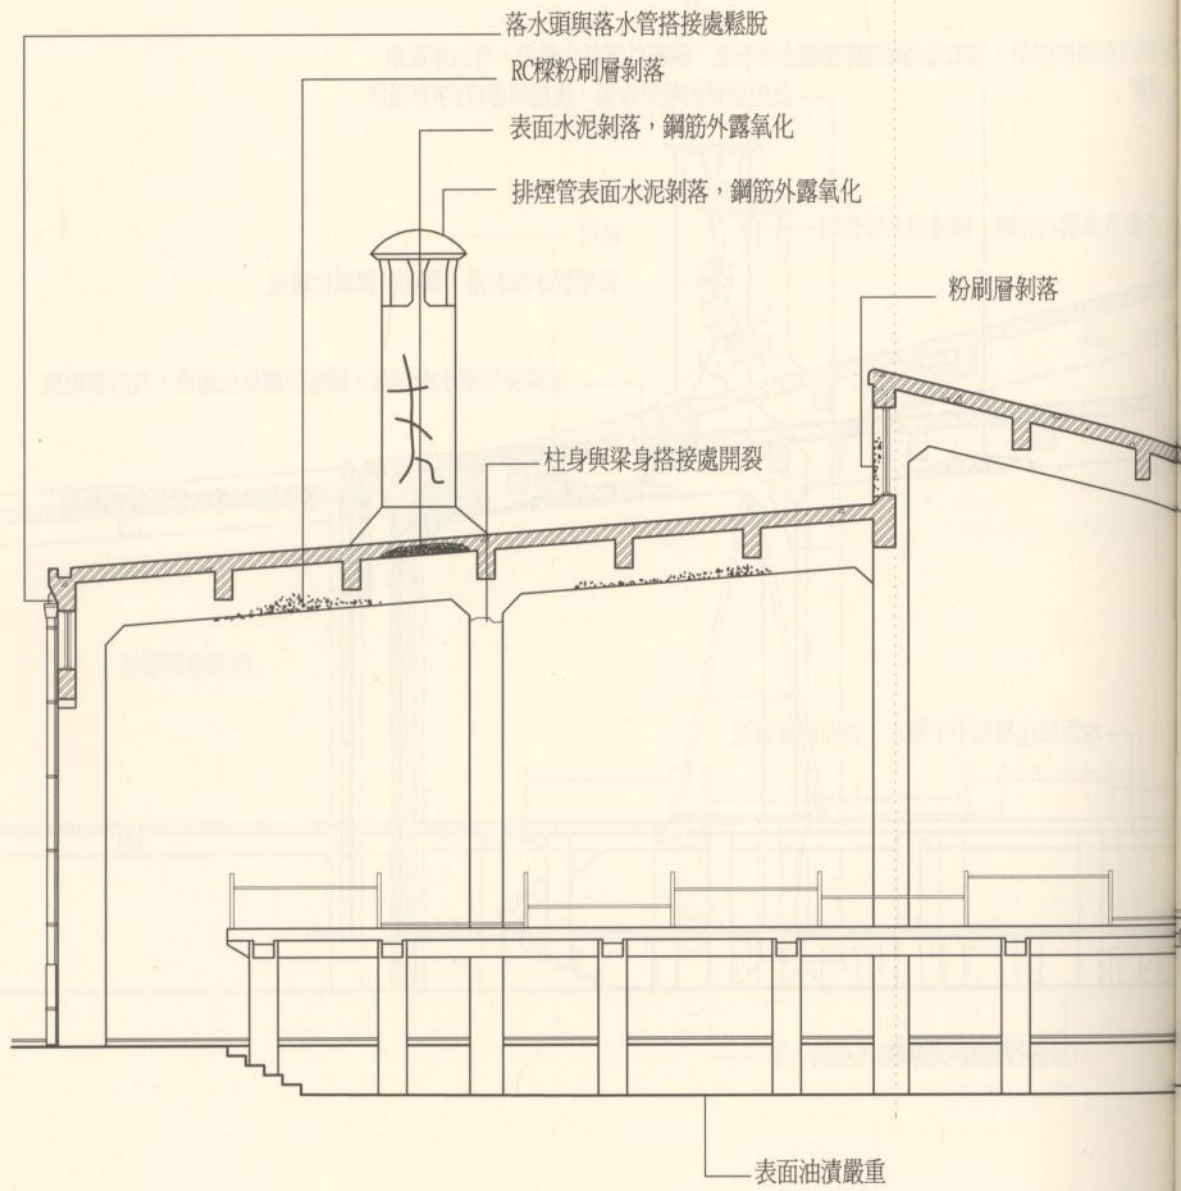 落水頭與落水管搭接處鬆脫
RC樑粉刷層剝落
表面水泥剝落，鋼筋外露氧化
排煙管表面水泥剝落，鋼筋外露氧化
粉刷層剝落
柱身與梁身搭接處開裂
表面油漬嚴重